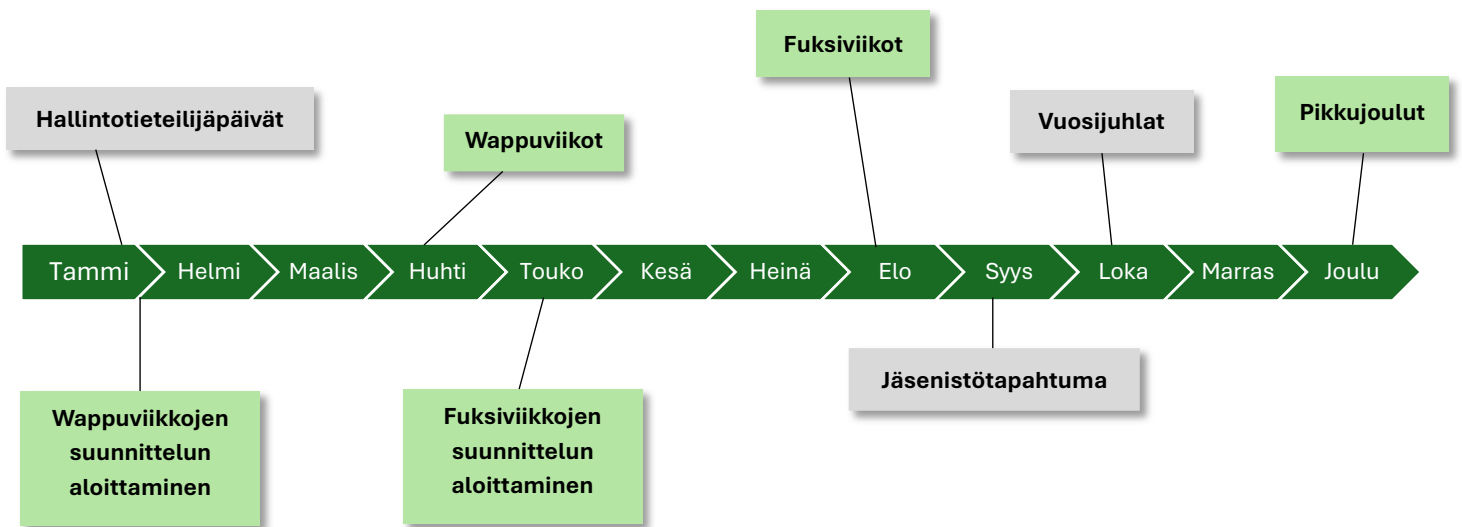 Fuksiviikot
Hallintotieteilijäpäivät
Wappuviikot
Vuosijuhlat
Pikkujoulut
Tammi
Helmi
Maalis
Huhti
Touko
Kesä
Heinä
Elo
Syys
Loka
Marras
Joulu
Jäsenistötapahtuma
Wappuviikkojen
suunnittelun
aloittaminen
Fuksiviikkojen
suunnittelun
aloittaminen